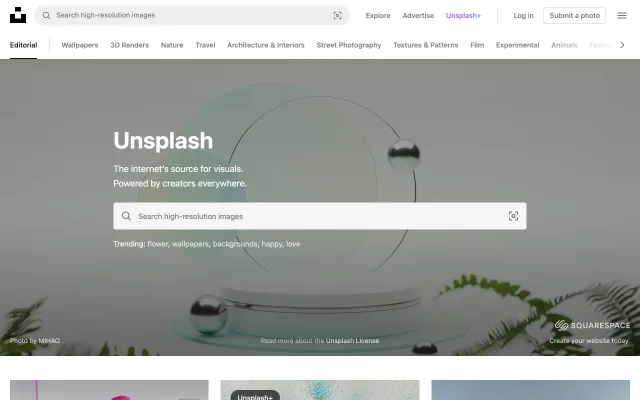 Search high-resolution images
Explore
Advertise
Unsplash+
Log in
Submit a photo
Editorial
Wallpapers
3D Renders
Nature
Travel
Architecture & Interiors
Street Photography
Textures & Patterns
Film
Experimental
Animals
Unsplash
The internet's source for visuals.
Powered by creators everywhere.
Search high-resolution images
Trending: flower, wallpapers, backgrounds, happy, love
SQUARESPACE
Photo by MIHAO
Read more about the Unsplash License
Create your website today.
Unsplash+